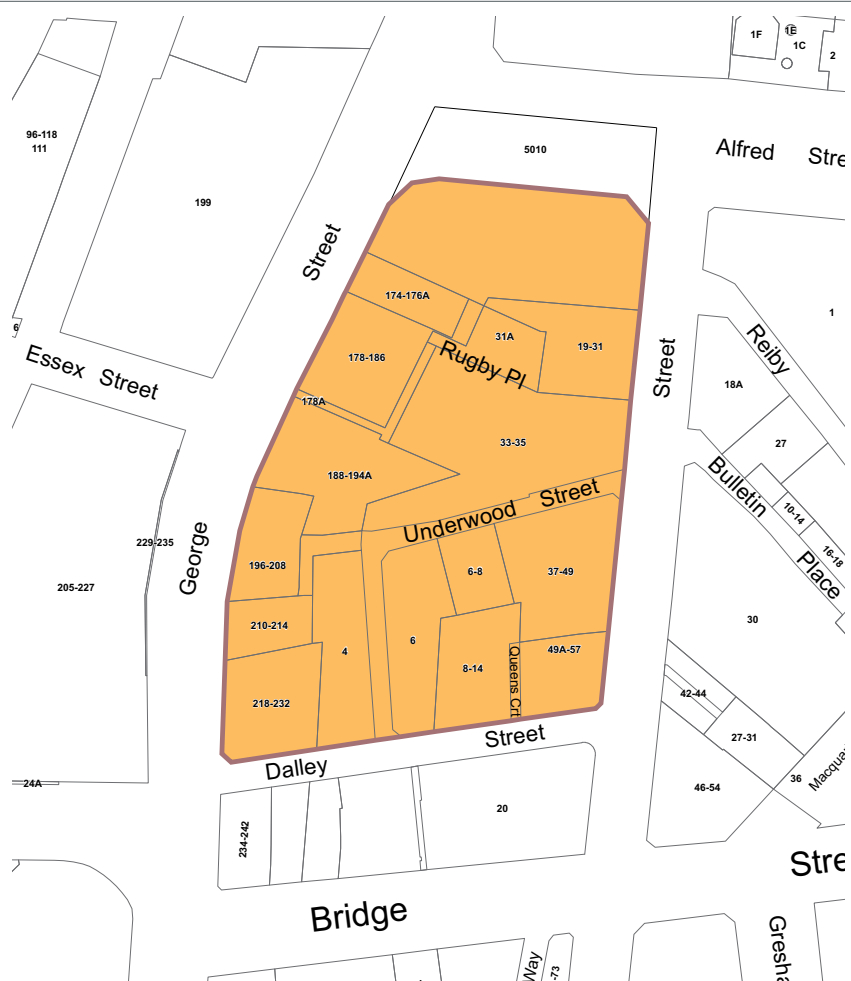 1F
1E
1C
2
96-118
111
5010
Alfred Stre
199
Street
174-176A
6
31A
19-31
1
Essex Street
178-186
Rugby Pl
Street
Reiby
18A
178A
33-35
27
188-194A
Bulletin
Underwood Street
10-14
229-235
George
16-18
196-208
6-8
37-49
Place
205-227
210-214
4
6
30
8-14
Queens Crt
49A-57
218-232
42-44
27-31
Street
Dalley
24A
36
Macqua
46-54
20
234-242
Stre
Bridge
Gresha
Way
-73